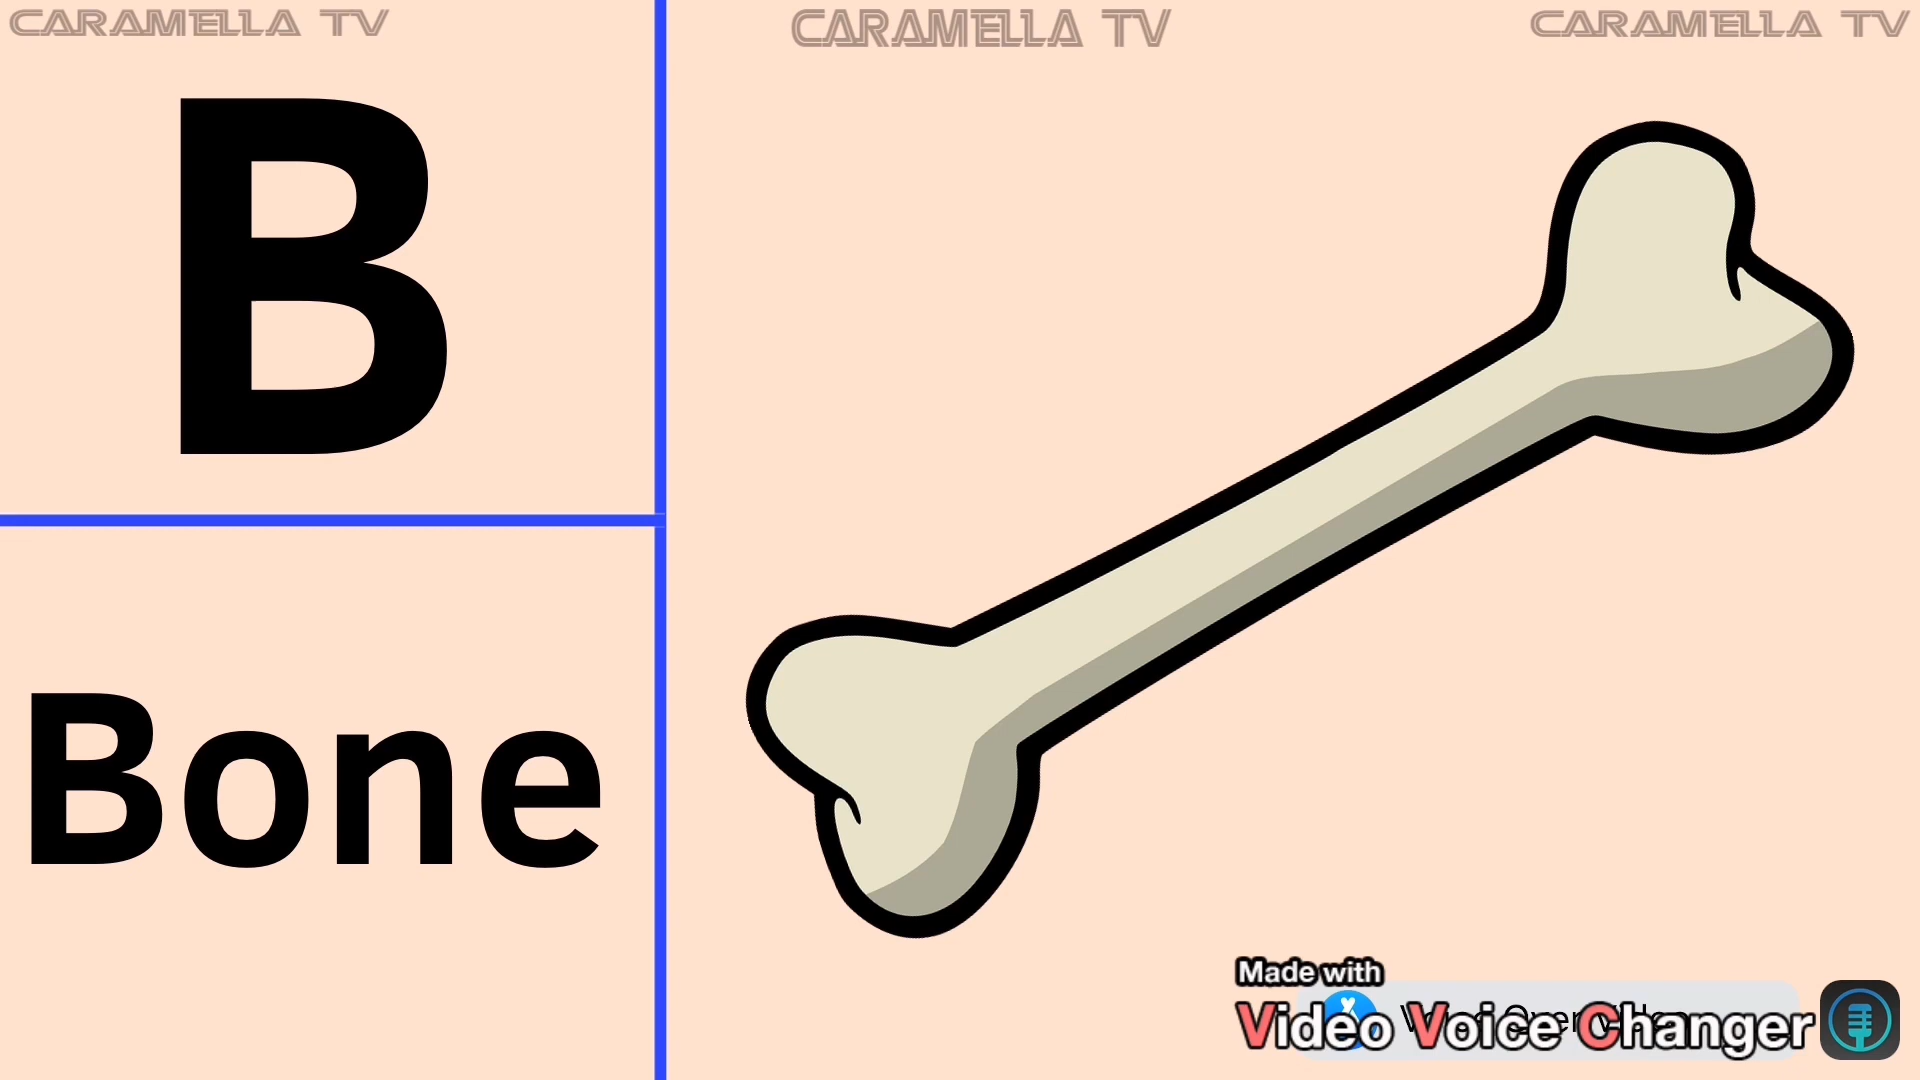 CARAMELLA TV
CARAMELLA TV
CARAMELLA TV
B
Bone
Made with
Video Voice Changer